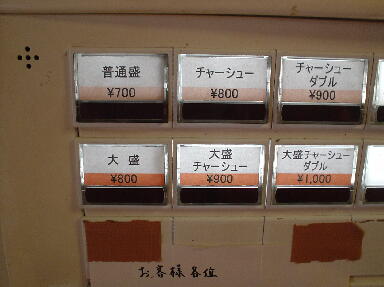 普通盛
¥700
チャーシュー
¥800
チャーシュー
ダブル
¥900
大盛
¥800
大盛
チャーシュー
¥900
大盛チャーシュー
ダブル
¥1,000
お客様各位